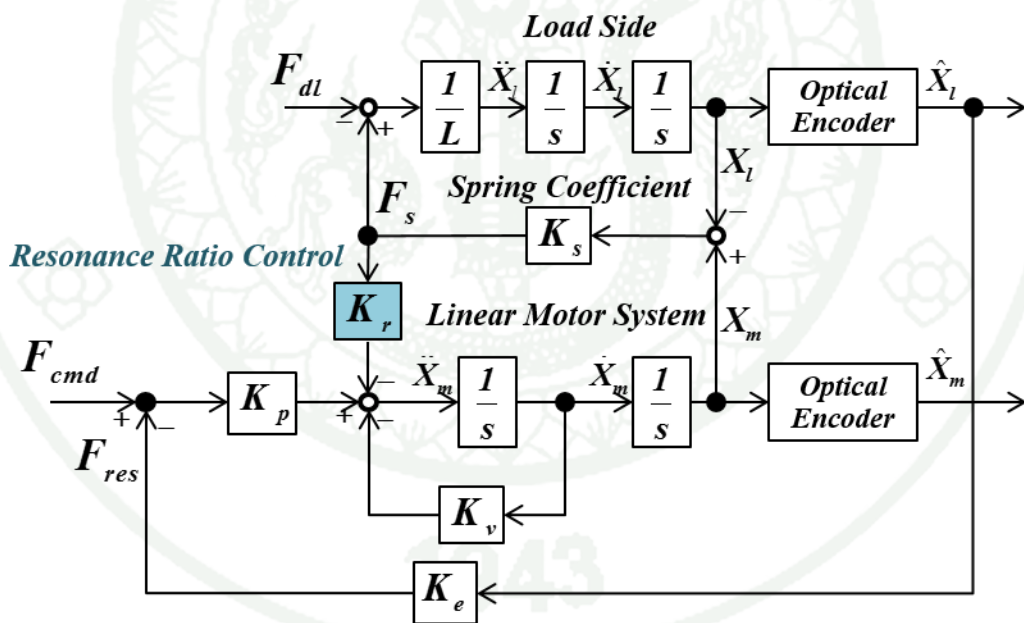 Load Side
F_dl
1/L
Ẍ_l
1/s
Ẋ_l
1/s
Optical
Encoder
X̂_l
−
+
X_l
F_s
Spring Coefficient
K_s
−
+
Resonance Ratio Control
K_r
Linear Motor System
X_m
F_cmd
K_p
−
Ẍ_m
1/s
Ẋ_m
1/s
Optical
Encoder
X̂_m
+
−
+
−
F_res
K_v
1943
K_e